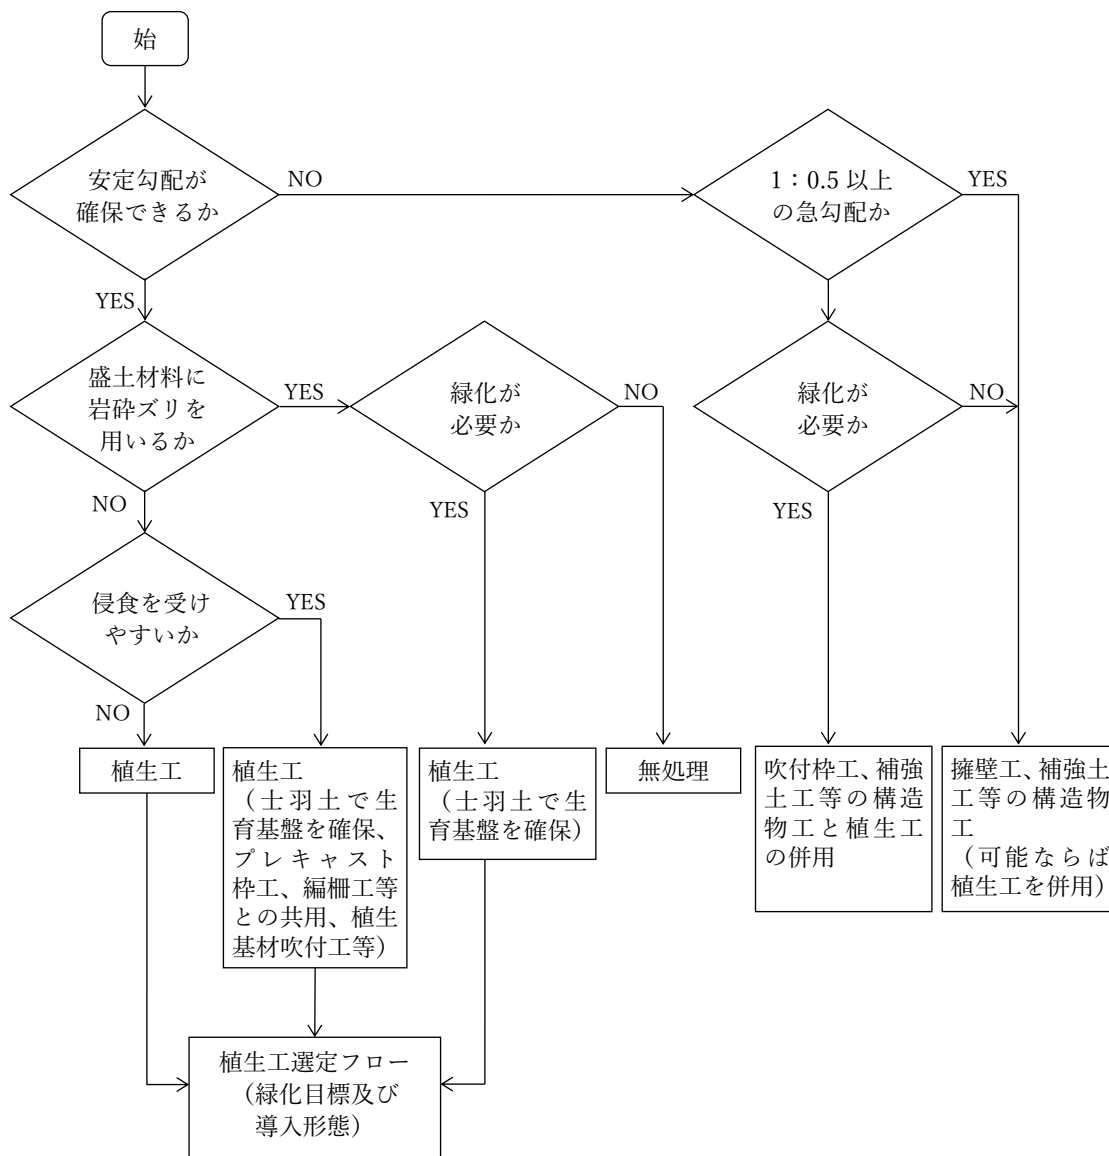 始
安定勾配が
確保できるか
NO
1：0.5 以上
の急勾配か
YES
YES
盛土材料に
岩砕ズリを
用いるか
YES
緑化が
必要か
NO
緑化が
必要か
NO
NO
YES
YES
侵食を受け
やすいか
YES
NO
植生工
植生工
（士羽土で生
育基盤を確保、
プレキャスト
枠工、編柵工等
との共用、植生
基材吹付工等）
植生工
（士羽土で生
育基盤を確保）
無処理
吹付枠工、補強
土工等の構造
物工と植生工
の併用
擁壁工、補強土
工等の構造物
工
（可能ならば
植生工を併用）
植生工選定フロー
（緑化目標及び
導入形態）